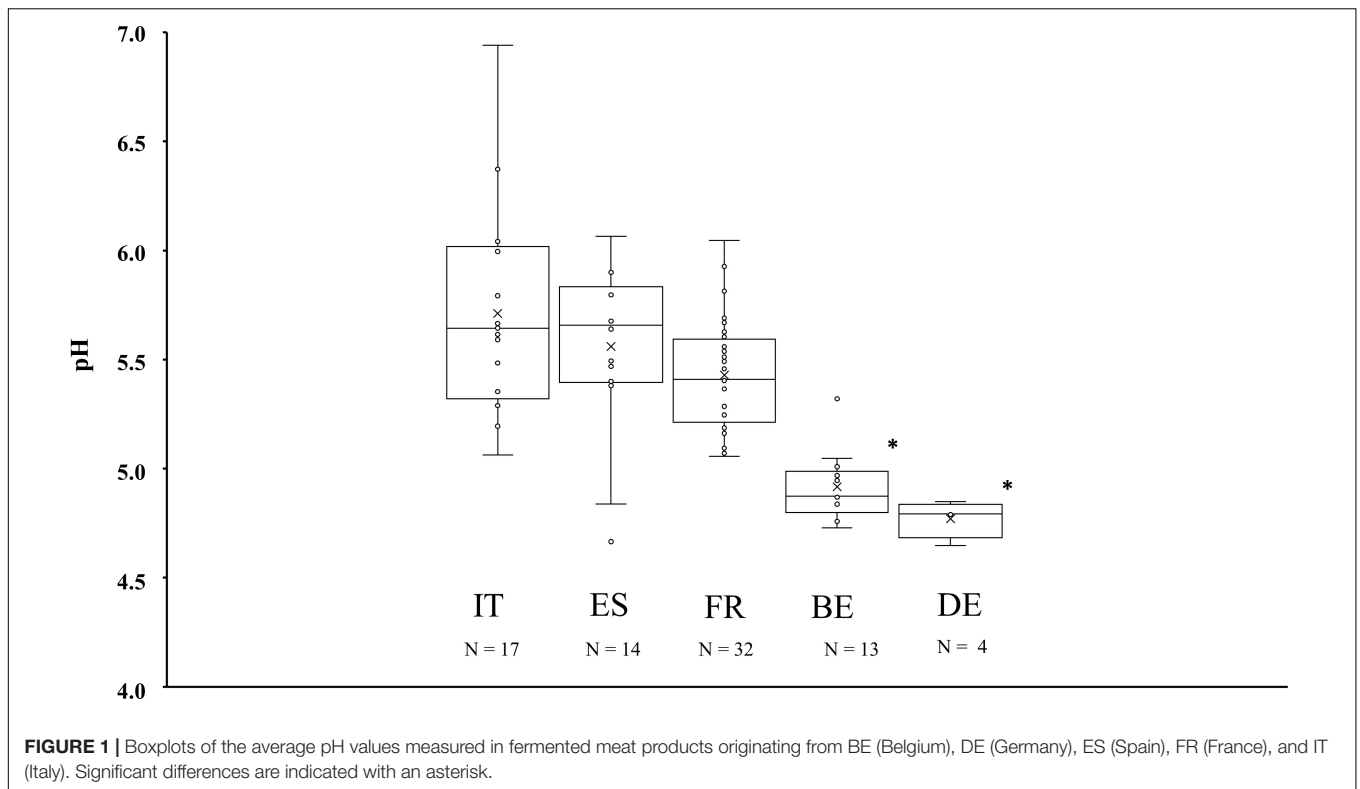 7.0
6.5
6.0
5.5
5.0
4.5
4.0
pH
*
*
IT ES FR BE DE
N = 17 N = 14 N = 32 N = 13 N = 4
FIGURE 1 | Boxplots of the average pH values measured in fermented meat products originating from BE (Belgium), DE (Germany), ES (Spain), FR (France), and IT
(Italy). Significant differences are indicated with an asterisk.